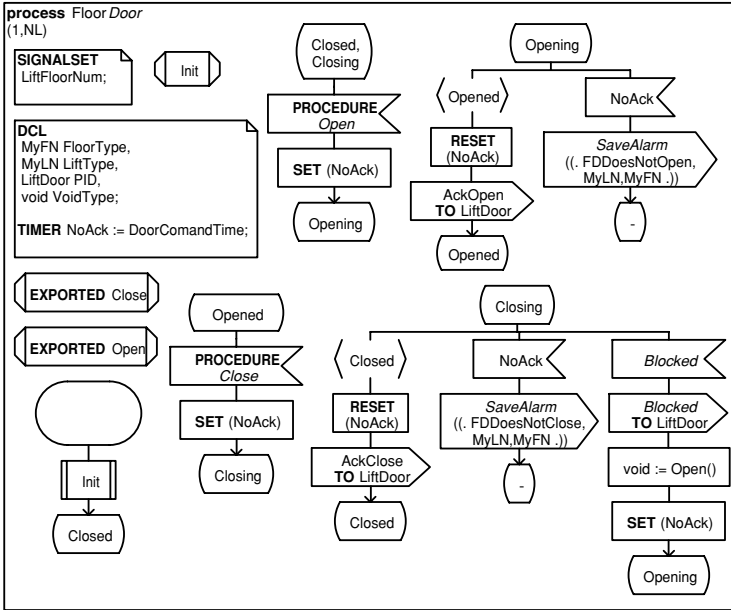 process Floor Door
(1,NL)
SIGNALSET
LiftFloorNum;
Init
DCL
MyFN FloorType,
MyLN LiftType,
LiftDoor PID,
void VoidType;
TIMER NoAck := DoorComandTime;
EXPORTED Close
EXPORTED Open
Init
Closed
Closed,
Closing
PROCEDURE
Open
SET (NoAck)
Opening
Opening
Opened
RESET
(NoAck)
AckOpen
TO LiftDoor
Opened
NoAck
SaveAlarm
((. FDDoesNotOpen,
MyLN,MyFN .))
-
Opened
PROCEDURE
Close
SET (NoAck)
Closing
Closing
Closed
RESET
(NoAck)
AckClose
TO LiftDoor
Closed
NoAck
SaveAlarm
((. FDDoesNotClose,
MyLN,MyFN .))
-
Blocked
Blocked
TO LiftDoor
void := Open()
SET (NoAck)
Opening